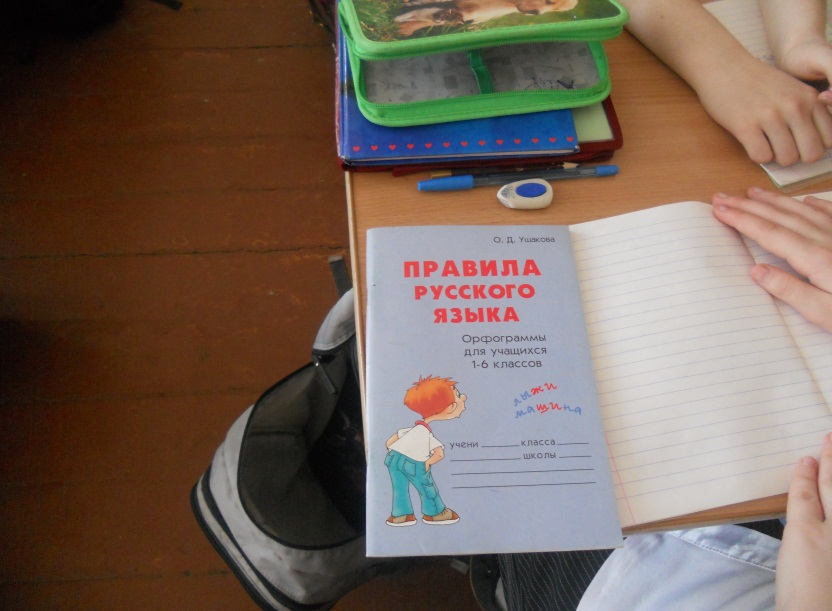 О. Д. Ушакова
ПРАВИЛА
РУССКОГО
ЯЗЫКА
Орфограммы
для учащихся
1-6 классов
лыжи
машина
учени класса
школы